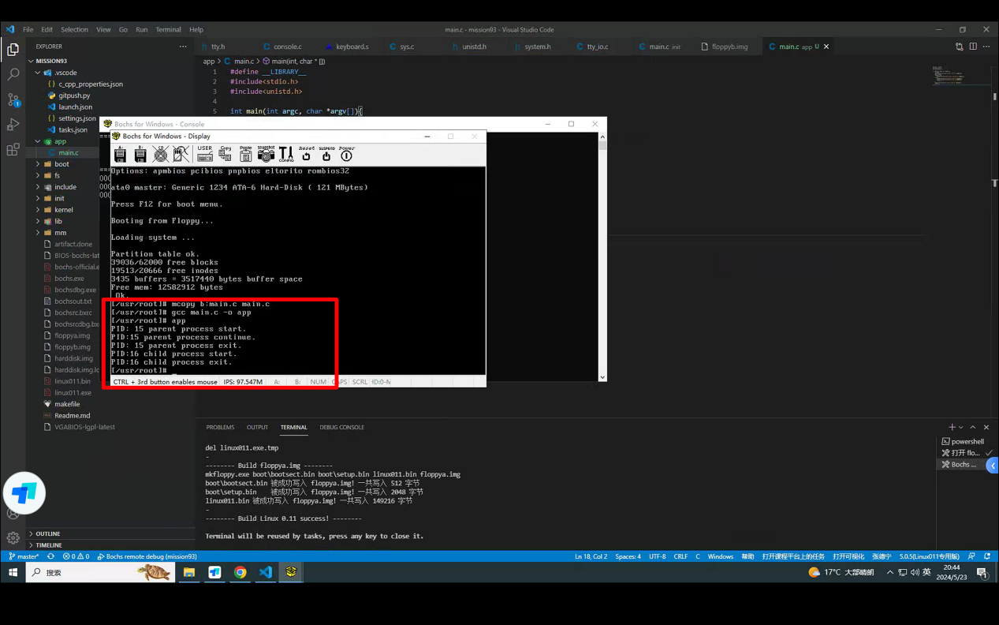 File Edit Selection View Go Run Terminal Help
main.c - mission93 - Visual Studio Code
EXPLORER
tty.h console.c keyboard.s sys.c unistd.h system.h tty_io.c main.c init floppyb.img main.c app U
MISSION93
app > main.c > main(int, char * [])
.vscode
1 #define __LIBRARY__
c_cpp_properties.json
2 #include<stdio.h>
gitpush.py
3 #include<unistd.h>
launch.json
4
5 int main(int argc, char *argv[]){
settings.json
tasks.json
app
main.c
boot
fs
include
init
kernel
lib
mm
artifact.done
BIOS-bochs-lat
bochs-official.e
bochs.exe
bochsdbg.exe
bochsout.txt
bochsrc.bxrc
bochsrcdbg.bx
floppya.img
floppyb.img
harddisk.img
harddisk.img.lo
linux011.bin
linux011.exe
makefile
Readme.md
VGABIOS-lgpl-latest
OUTLINE
TIMELINE
Bochs for Windows - Console
Bochs for Windows - Display
A: B: CD USER Copy Paste snapshot CONFIG Reset SUSPEND Power
Options: apmbios pcibios pnpbios eltorito rombios32
ata0 master: Generic 1234 ATA-6 Hard-Disk ( 121 MBytes)
Press F12 for boot menu.
Booting from Floppy...
Loading system ...
Partition table ok.
39036/62000 free blocks
19513/20666 free inodes
3435 buffers = 3517440 bytes buffer space
Free mem: 12582912 bytes
Ok.
[/usr/root]# mcopy b:main.c main.c
[/usr/root]# gcc main.c -o app
[/usr/root]# app
PID: 15 parent process start.
PID:15 parent process continue.
PID: 15 parent process exit.
PID:16 child process start.
PID:16 child process exit.
[/usr/root]# _
CTRL + 3rd button enables mouse IPS: 97.547M A: B: NUM CAPS SCRL HD:0-M
PROBLEMS OUTPUT TERMINAL DEBUG CONSOLE
powershell
打开 flo...
Bochs ...
del linux011.exe.tmp
-
-------- Build floppya.img --------
mkfloppy.exe boot\bootsect.bin boot\setup.bin linux011.bin floppya.img
boot\bootsect.bin 被成功写入 floppya.img! 一共写入 512 字节
boot\setup.bin 被成功写入 floppya.img! 一共写入 2048 字节
linux011.bin 被成功写入 floppya.img! 一共写入 149216 字节
-
-------- Build Linux 0.11 success! --------
Terminal will be reused by tasks, press any key to close it.
master* 0 0 Bochs remote debug (mission93)
Ln 18, Col 2 Spaces: 4 UTF-8 CRLF C Windows 帮助 打开课程平台上的任务 打开可视化 张德宁 5.0.5(Linux011专用版)
搜索
17°C 大部晴朗 英 20:44
2024/5/23